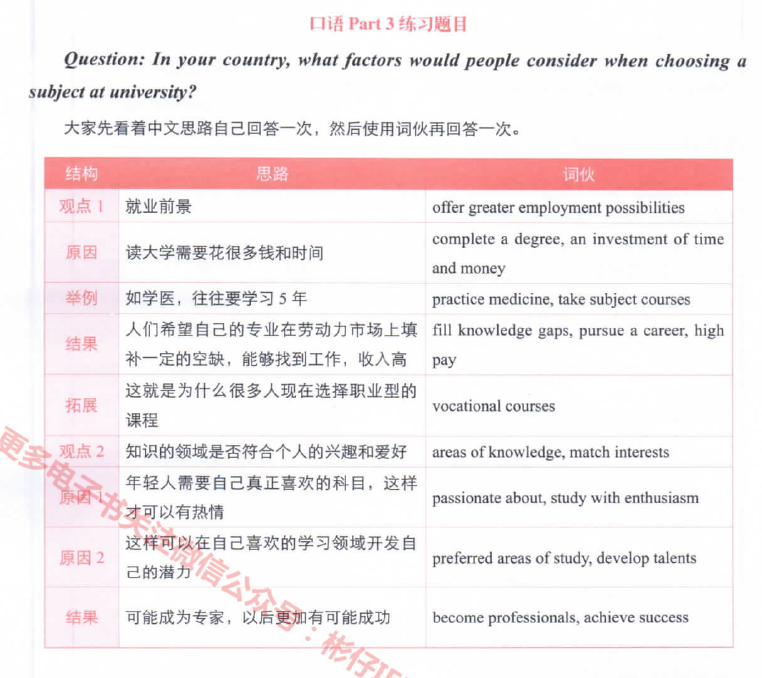 口语 Part 3 练习题目
Question: In your country, what factors would people consider when choosing a
subject at university?
大家先看着中文思路自己回答一次，然后使用词伙再回答一次。
结构 思路 词伙
观点 1 就业前景 offer greater employment possibilities
原因 读大学需要花很多钱和时间 complete a degree, an investment of time
and money
举例 如学医，往往要学习 5 年 practice medicine, take subject courses
结果 人们希望自己的专业在劳动力市场上填
补一定的空缺，能够找到工作，收入高
fill knowledge gaps, pursue a career, high
pay
拓展 这就是为什么很多人现在选择职业型的
课程
vocational courses
观点 2 知识的领域是否符合个人的兴趣和爱好 areas of knowledge, match interests
原因 1 年轻人需要自己真正喜欢的科目，这样
才可以有热情
passionate about, study with enthusiasm
原因 2 这样可以在自己喜欢的学习领域开发自
己的潜力
preferred areas of study, develop talents
结果 可能成为专家，以后更加有可能成功 become professionals, achieve success
更多电子书关注微信公众号：彬仔